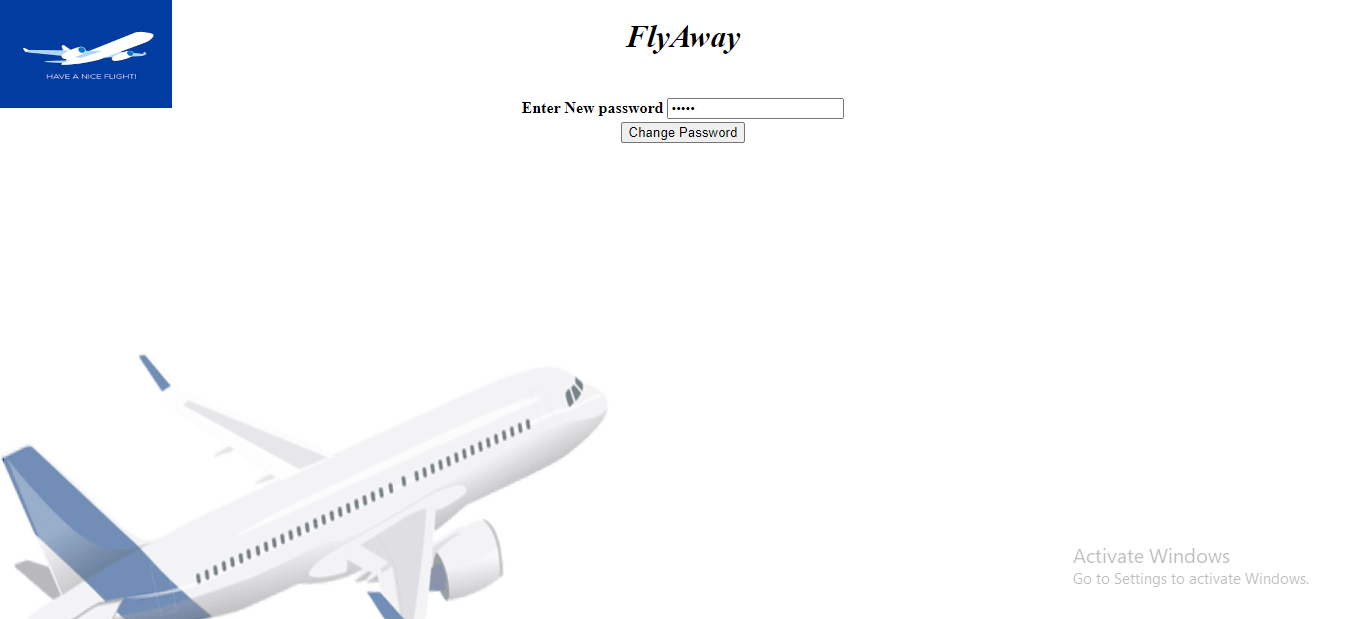 HAVE A NICE FLIGHT!
FlyAway
Enter New password •••••
Change Password
Activate Windows
Go to Settings to activate Windows.